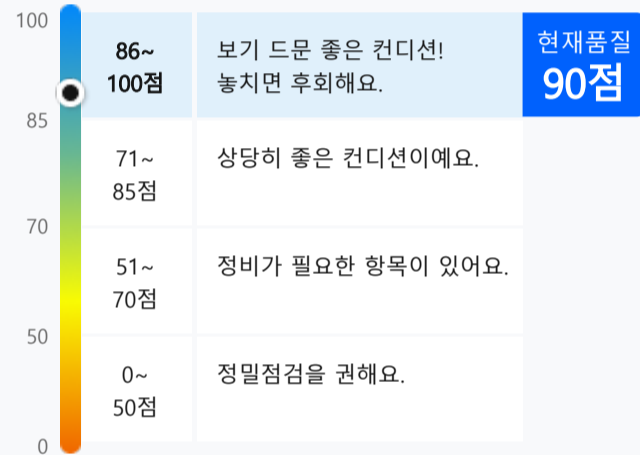 100
86~
100점
보기 드문 좋은 컨디션!
놓치면 후회해요.
현재품질
90점
85
71~
85점
상당히 좋은 컨디션이예요.
70
51~
70점
정비가 필요한 항목이 있어요.
50
0~
50점
정밀점검을 권해요.
0